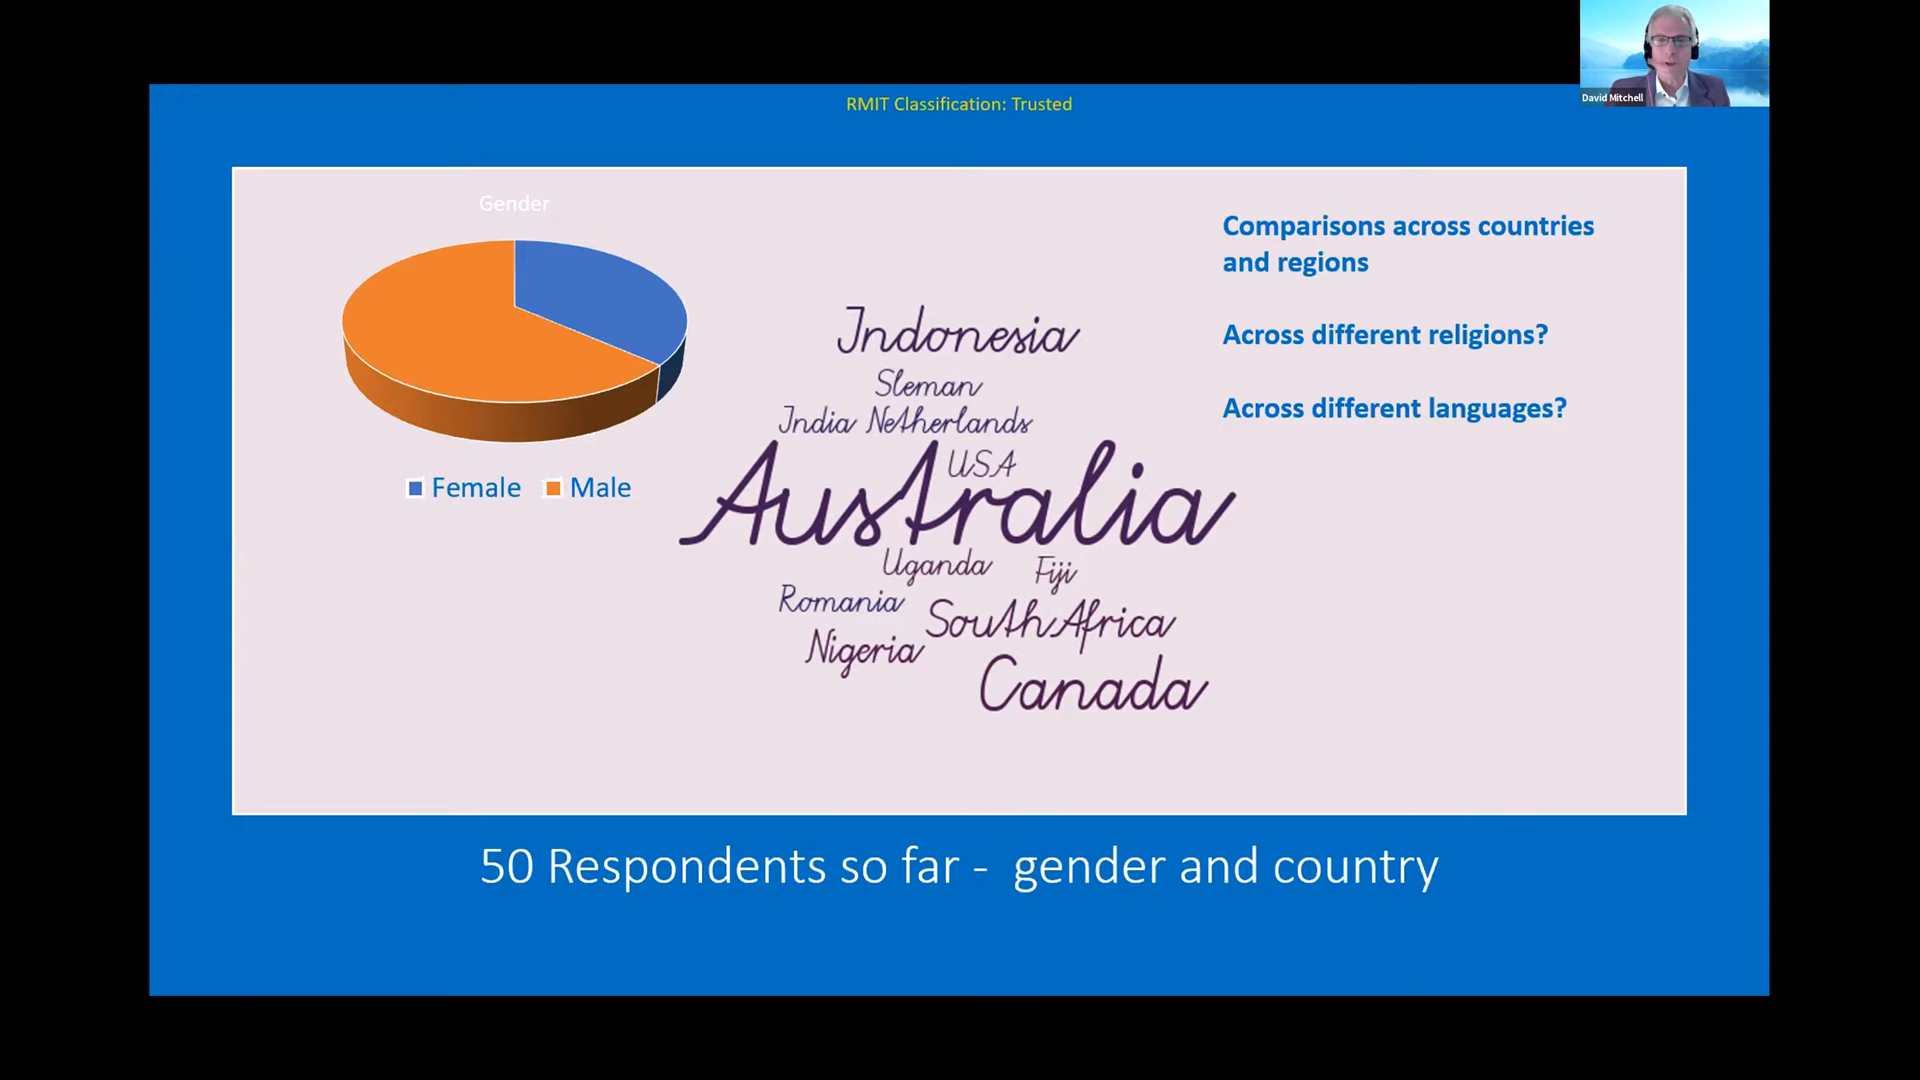 David Mitchell
RMIT Classification: Trusted
Gender
Female Male
Comparisons across countries
and regions
Across different religions?
Across different languages?
Indonesia
Sleman
India Netherlands
USA
Australia
Uganda Fiji
Romania
South Africa
Nigeria
Canada
50 Respondents so far - gender and country